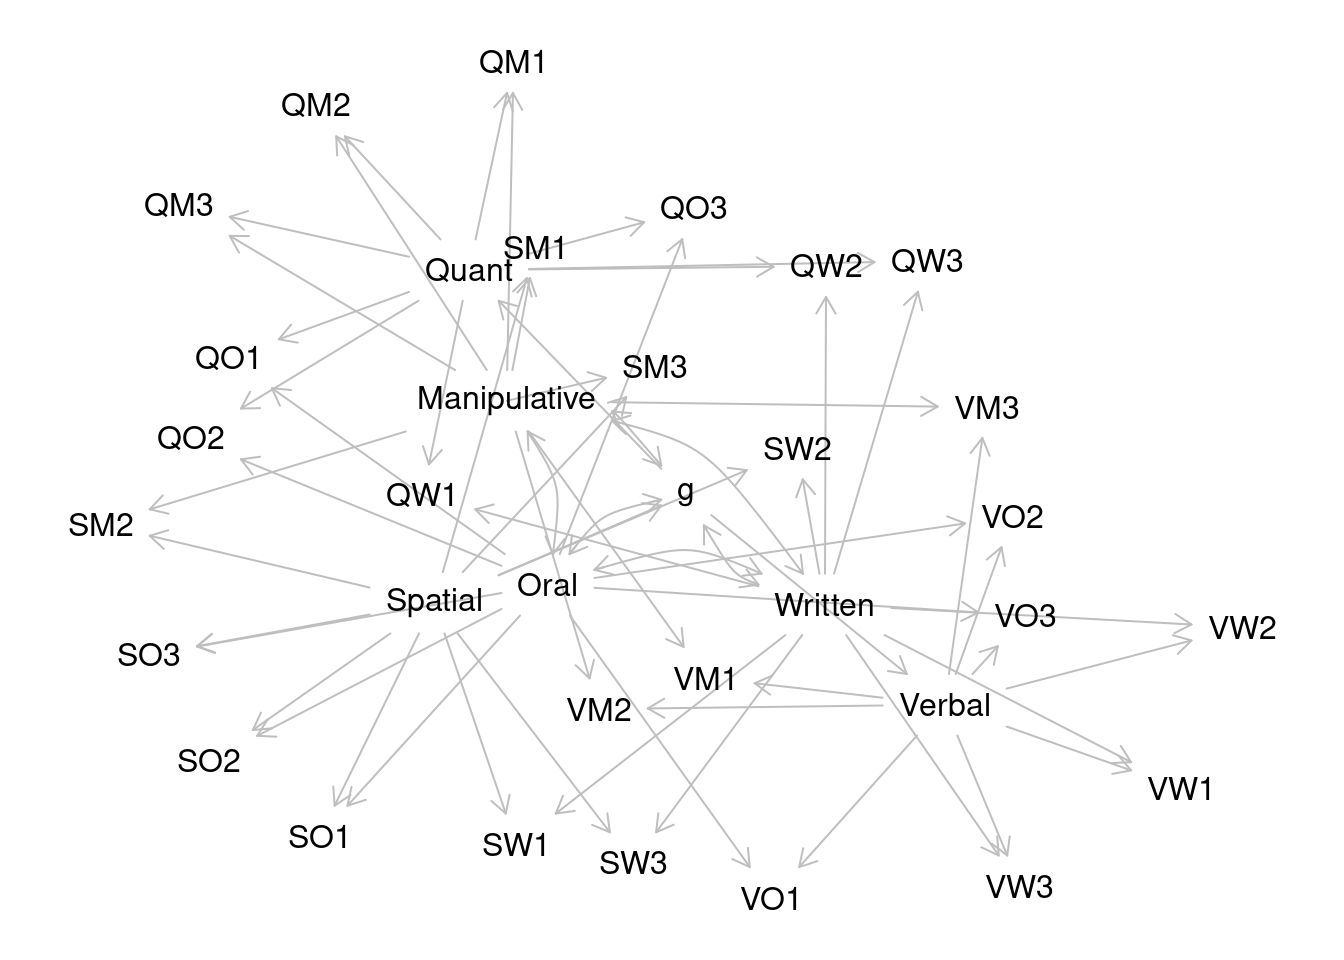 QM1
QM2
QM3
QO3
SM1
Quant
QW2
QW3
QO1
SM3
Manipulative
VM3
QO2
SW2
QW1
g
SM2
VO2
Oral
Spatial
Written
VO3
VW2
SO3
VM1
VM2
Verbal
SO2
VW1
SO1
SW1
SW3
VW3
VO1